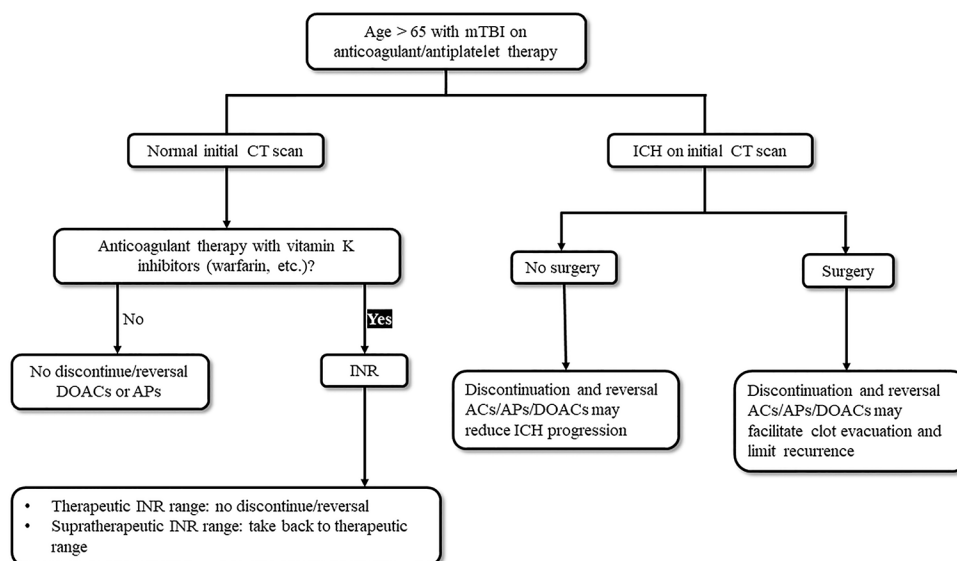 Age > 65 with mTBI on
anticoagulant/antiplatelet therapy
Normal initial CT scan
ICH on initial CT scan
Anticoagulant therapy with vitamin K
inhibitors (warfarin, etc.)?
No surgery
Surgery
No
Yes
No discontinue/reversal
DOACs or APs
INR
Discontinuation and reversal
ACs/APs/DOACs may
reduce ICH progression
Discontinuation and reversal
ACs/APs/DOACs may
facilitate clot evacuation and
limit recurrence
• Therapeutic INR range: no discontinue/reversal
• Supratherapeutic INR range: take back to therapeutic
range